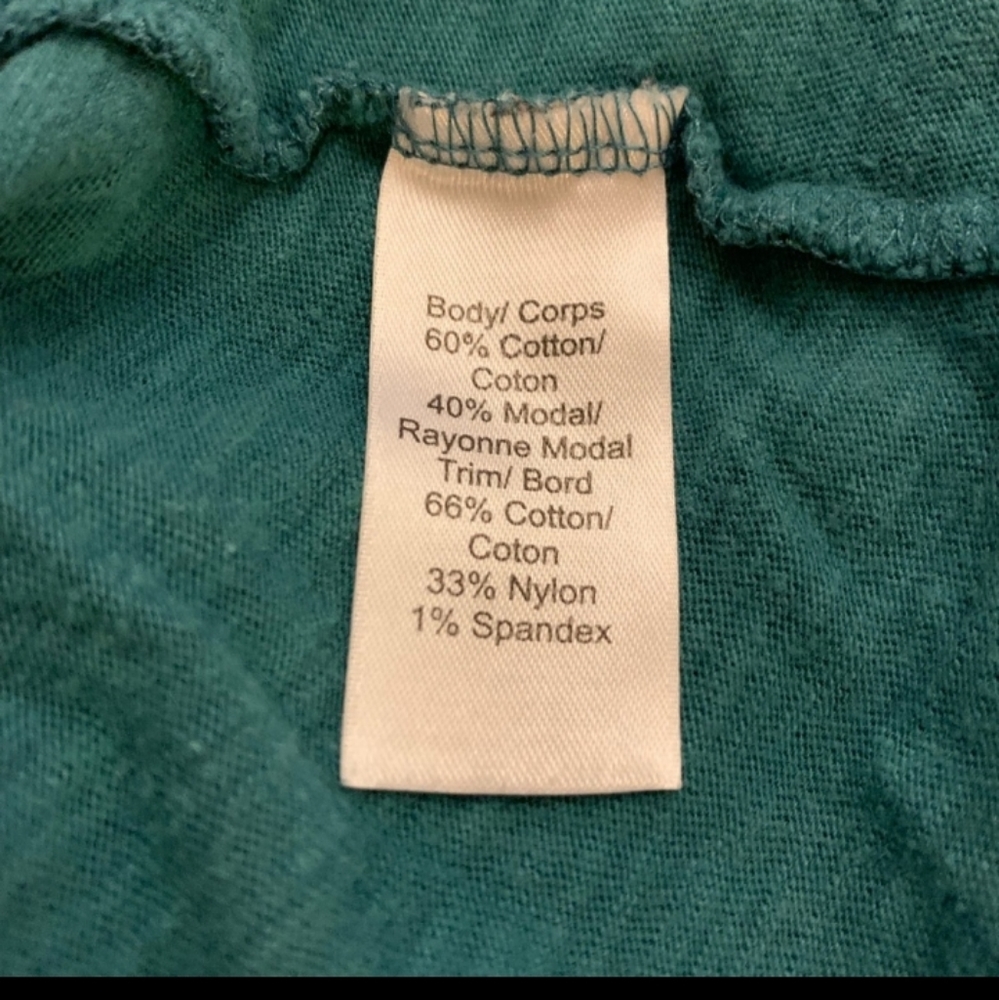 Body/ Corps
60% Cotton/
Coton
40% Modal/
Rayonne Modal
Trim/ Bord
66% Cotton/
Coton
33% Nylon
1% Spandex